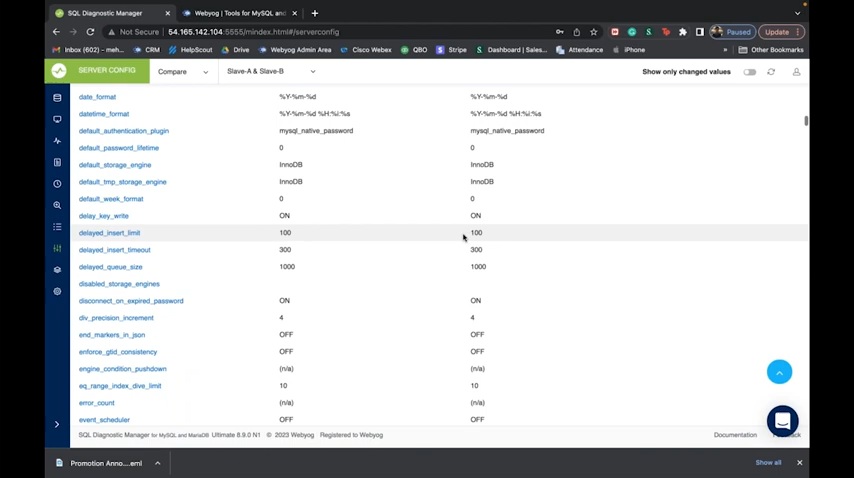 SQL Diagnostic Manager
Webyog | Tools for MySQL and
Not Secure 54.165.142.104:5555/mindex.html#/serverconfig
Paused
Update
Inbox (602) - meh...
CRM
HelpScout
Drive
Webyog Admin Area
Cisco Webex
QBO
Stripe
Dashboard | Sales...
Attendance
iPhone
Other Bookmarks
SERVER CONFIG
Compare
Slave-A & Slave-B
Show only changed values
date_format %Y-%m-%d %Y-%m-%d
datetime_format %Y-%m-%d %H:%i:%s %Y-%m-%d %H:%i:%s
default_authentication_plugin mysql_native_password mysql_native_password
default_password_lifetime 0 0
default_storage_engine InnoDB InnoDB
default_tmp_storage_engine InnoDB InnoDB
default_week_format 0 0
delay_key_write ON ON
delayed_insert_limit 100 100
delayed_insert_timeout 300 300
delayed_queue_size 1000 1000
disabled_storage_engines
disconnect_on_expired_password ON ON
div_precision_increment 4 4
end_markers_in_json OFF OFF
enforce_gtid_consistency OFF OFF
engine_condition_pushdown (n/a) (n/a)
eq_range_index_dive_limit 10 10
error_count (n/a) (n/a)
event_scheduler OFF OFF
SQL Diagnostic Manager for MySQL and MariaDB Ultimate 8.9.0 N1 © 2023 Webyog Registered to Webyog
Documentation
Promotion Anno....eml
Show all